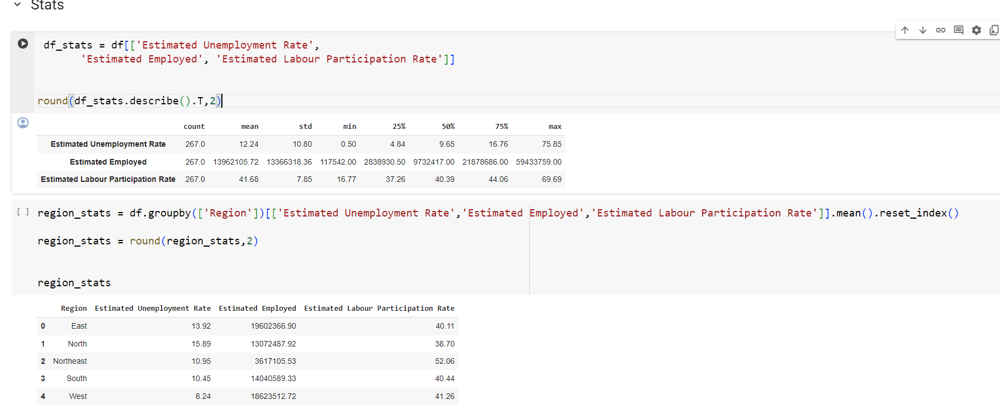 Stats
df_stats = df[['Estimated Unemployment Rate',
'Estimated Employed', 'Estimated Labour Participation Rate']]
round(df_stats.describe().T,2)
count mean std min 25% 50% 75% max
Estimated Unemployment Rate 267.0 12.24 10.80 0.50 4.84 9.65 16.76 75.85
Estimated Employed 267.0 13962105.72 13366318.36 117542.00 2838930.50 9732417.00 21878686.00 59433759.00
Estimated Labour Participation Rate 267.0 41.68 7.85 16.77 37.26 40.39 44.06 69.69
[ ] region_stats = df.groupby(['Region'])[['Estimated Unemployment Rate','Estimated Employed','Estimated Labour Participation Rate']].mean().reset_index()
region_stats = round(region_stats,2)
region_stats
Region Estimated Unemployment Rate Estimated Employed Estimated Labour Participation Rate
0 East 13.92 19602366.90 40.11
1 North 15.89 13072487.92 38.70
2 Northeast 10.95 3617105.53 52.06
3 South 10.45 14040589.33 40.44
4 West 8.24 18623512.72 41.26